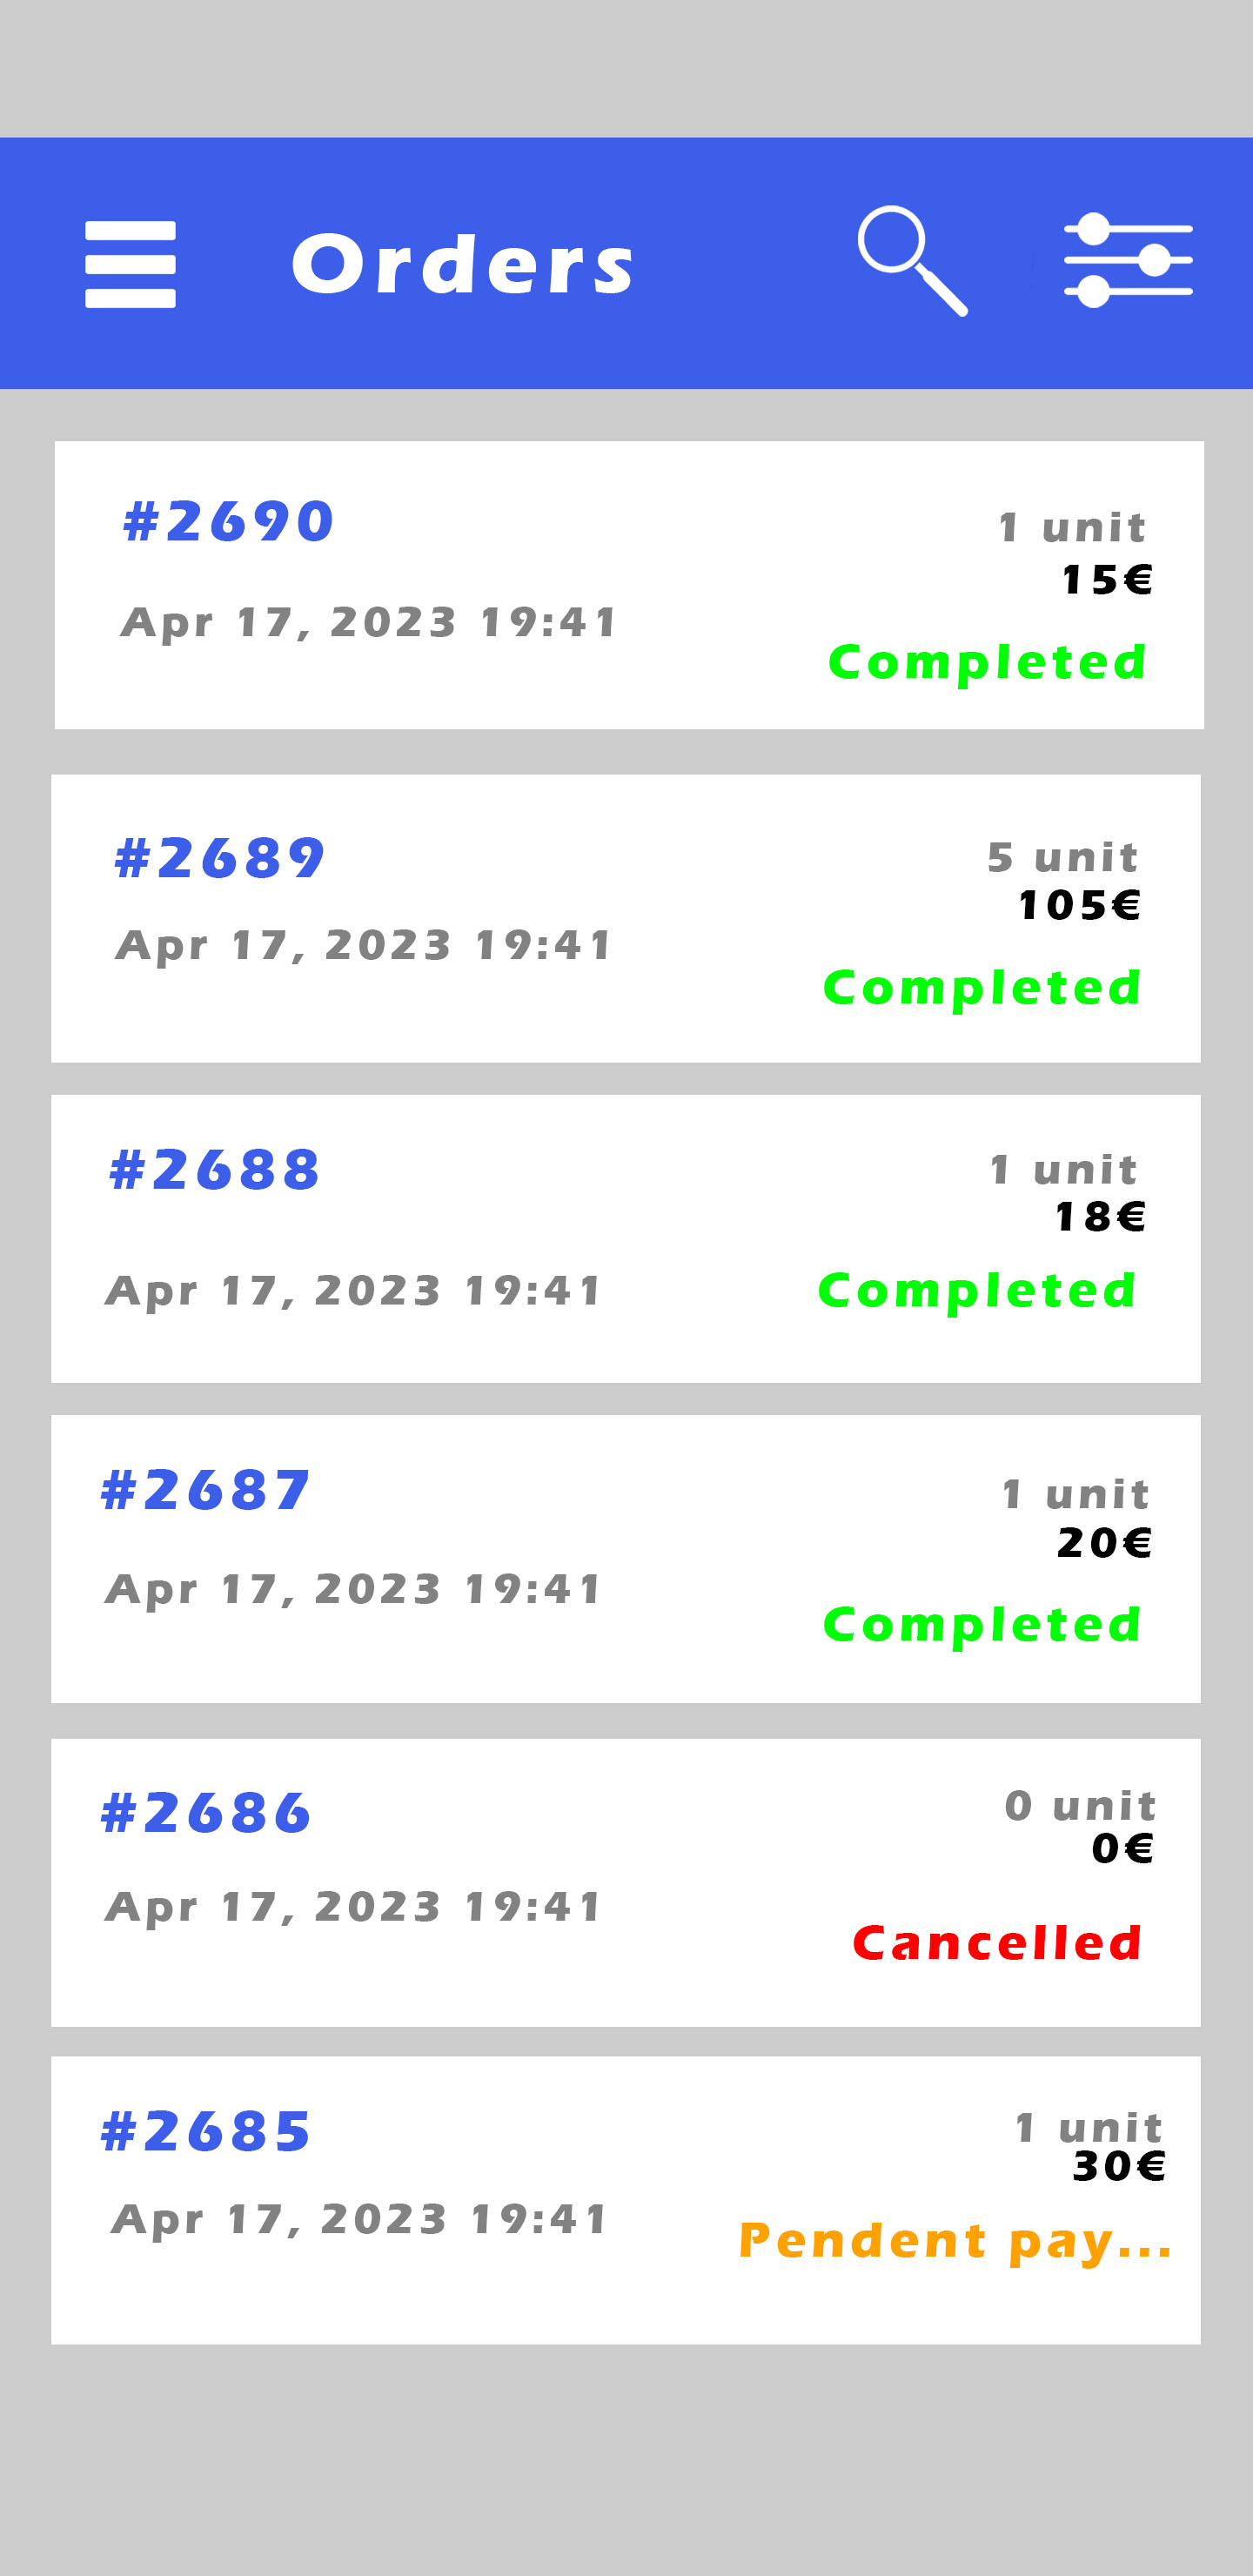 Orders
#2690
1 unit
15€
Apr 17, 2023 19:41
Completed
#2689
5 unit
105€
Apr 17, 2023 19:41
Completed
#2688
1 unit
18€
Apr 17, 2023 19:41
Completed
#2687
1 unit
20€
Apr 17, 2023 19:41
Completed
#2686
0 unit
0€
Apr 17, 2023 19:41
Cancelled
#2685
1 unit
30€
Apr 17, 2023 19:41
Pendent pay...